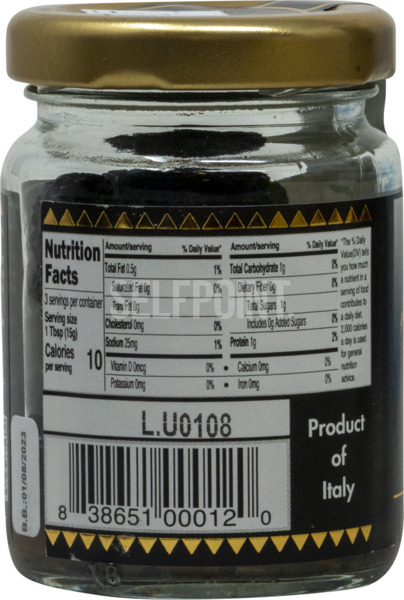 Nutrition Facts
3 servings per container
Serving size
1 Tbsp (15g)
Calories per serving 10
Amount/serving % Daily Value*
Total Fat 0.5g 1%
Saturated Fat 0g 0%
Trans Fat 0g
Cholesterol 0mg 0%
Sodium 25mg 1%
Amount/serving % Daily Value*
Total Carbohydrate 1g 0%
Dietary Fiber 0g 0%
Total Sugars 1g
Includes 0g Added Sugars 0%
Protein 1g 2%
Vitamin D 0mcg 0% • Calcium 0mg 0%
Potassium 0mg 0% • Iron 0mg 0%
*The % Daily
Value(DV) tells
you how much
a nutrient in a
serving of food
contributes to
a daily diet.
2,000 calories
a day is used
for general
nutrition
advice.
L.U0108
Product
of
Italy
8 38651 00012 0
B.B.:01/08/2023